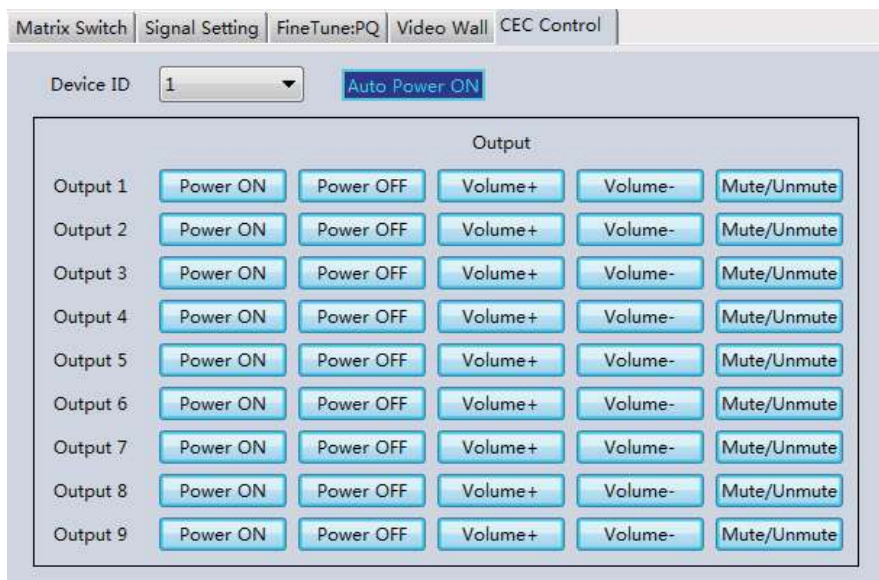 Matrix Switch Signal Setting FineTune:PQ Video Wall CEC Control
Device ID 1 Auto Power ON
Output
Output 1 Power ON Power OFF Volume+ Volume- Mute/Unmute
Output 2 Power ON Power OFF Volume+ Volume- Mute/Unmute
Output 3 Power ON Power OFF Volume+ Volume- Mute/Unmute
Output 4 Power ON Power OFF Volume+ Volume- Mute/Unmute
Output 5 Power ON Power OFF Volume+ Volume- Mute/Unmute
Output 6 Power ON Power OFF Volume+ Volume- Mute/Unmute
Output 7 Power ON Power OFF Volume+ Volume- Mute/Unmute
Output 8 Power ON Power OFF Volume+ Volume- Mute/Unmute
Output 9 Power ON Power OFF Volume+ Volume- Mute/Unmute